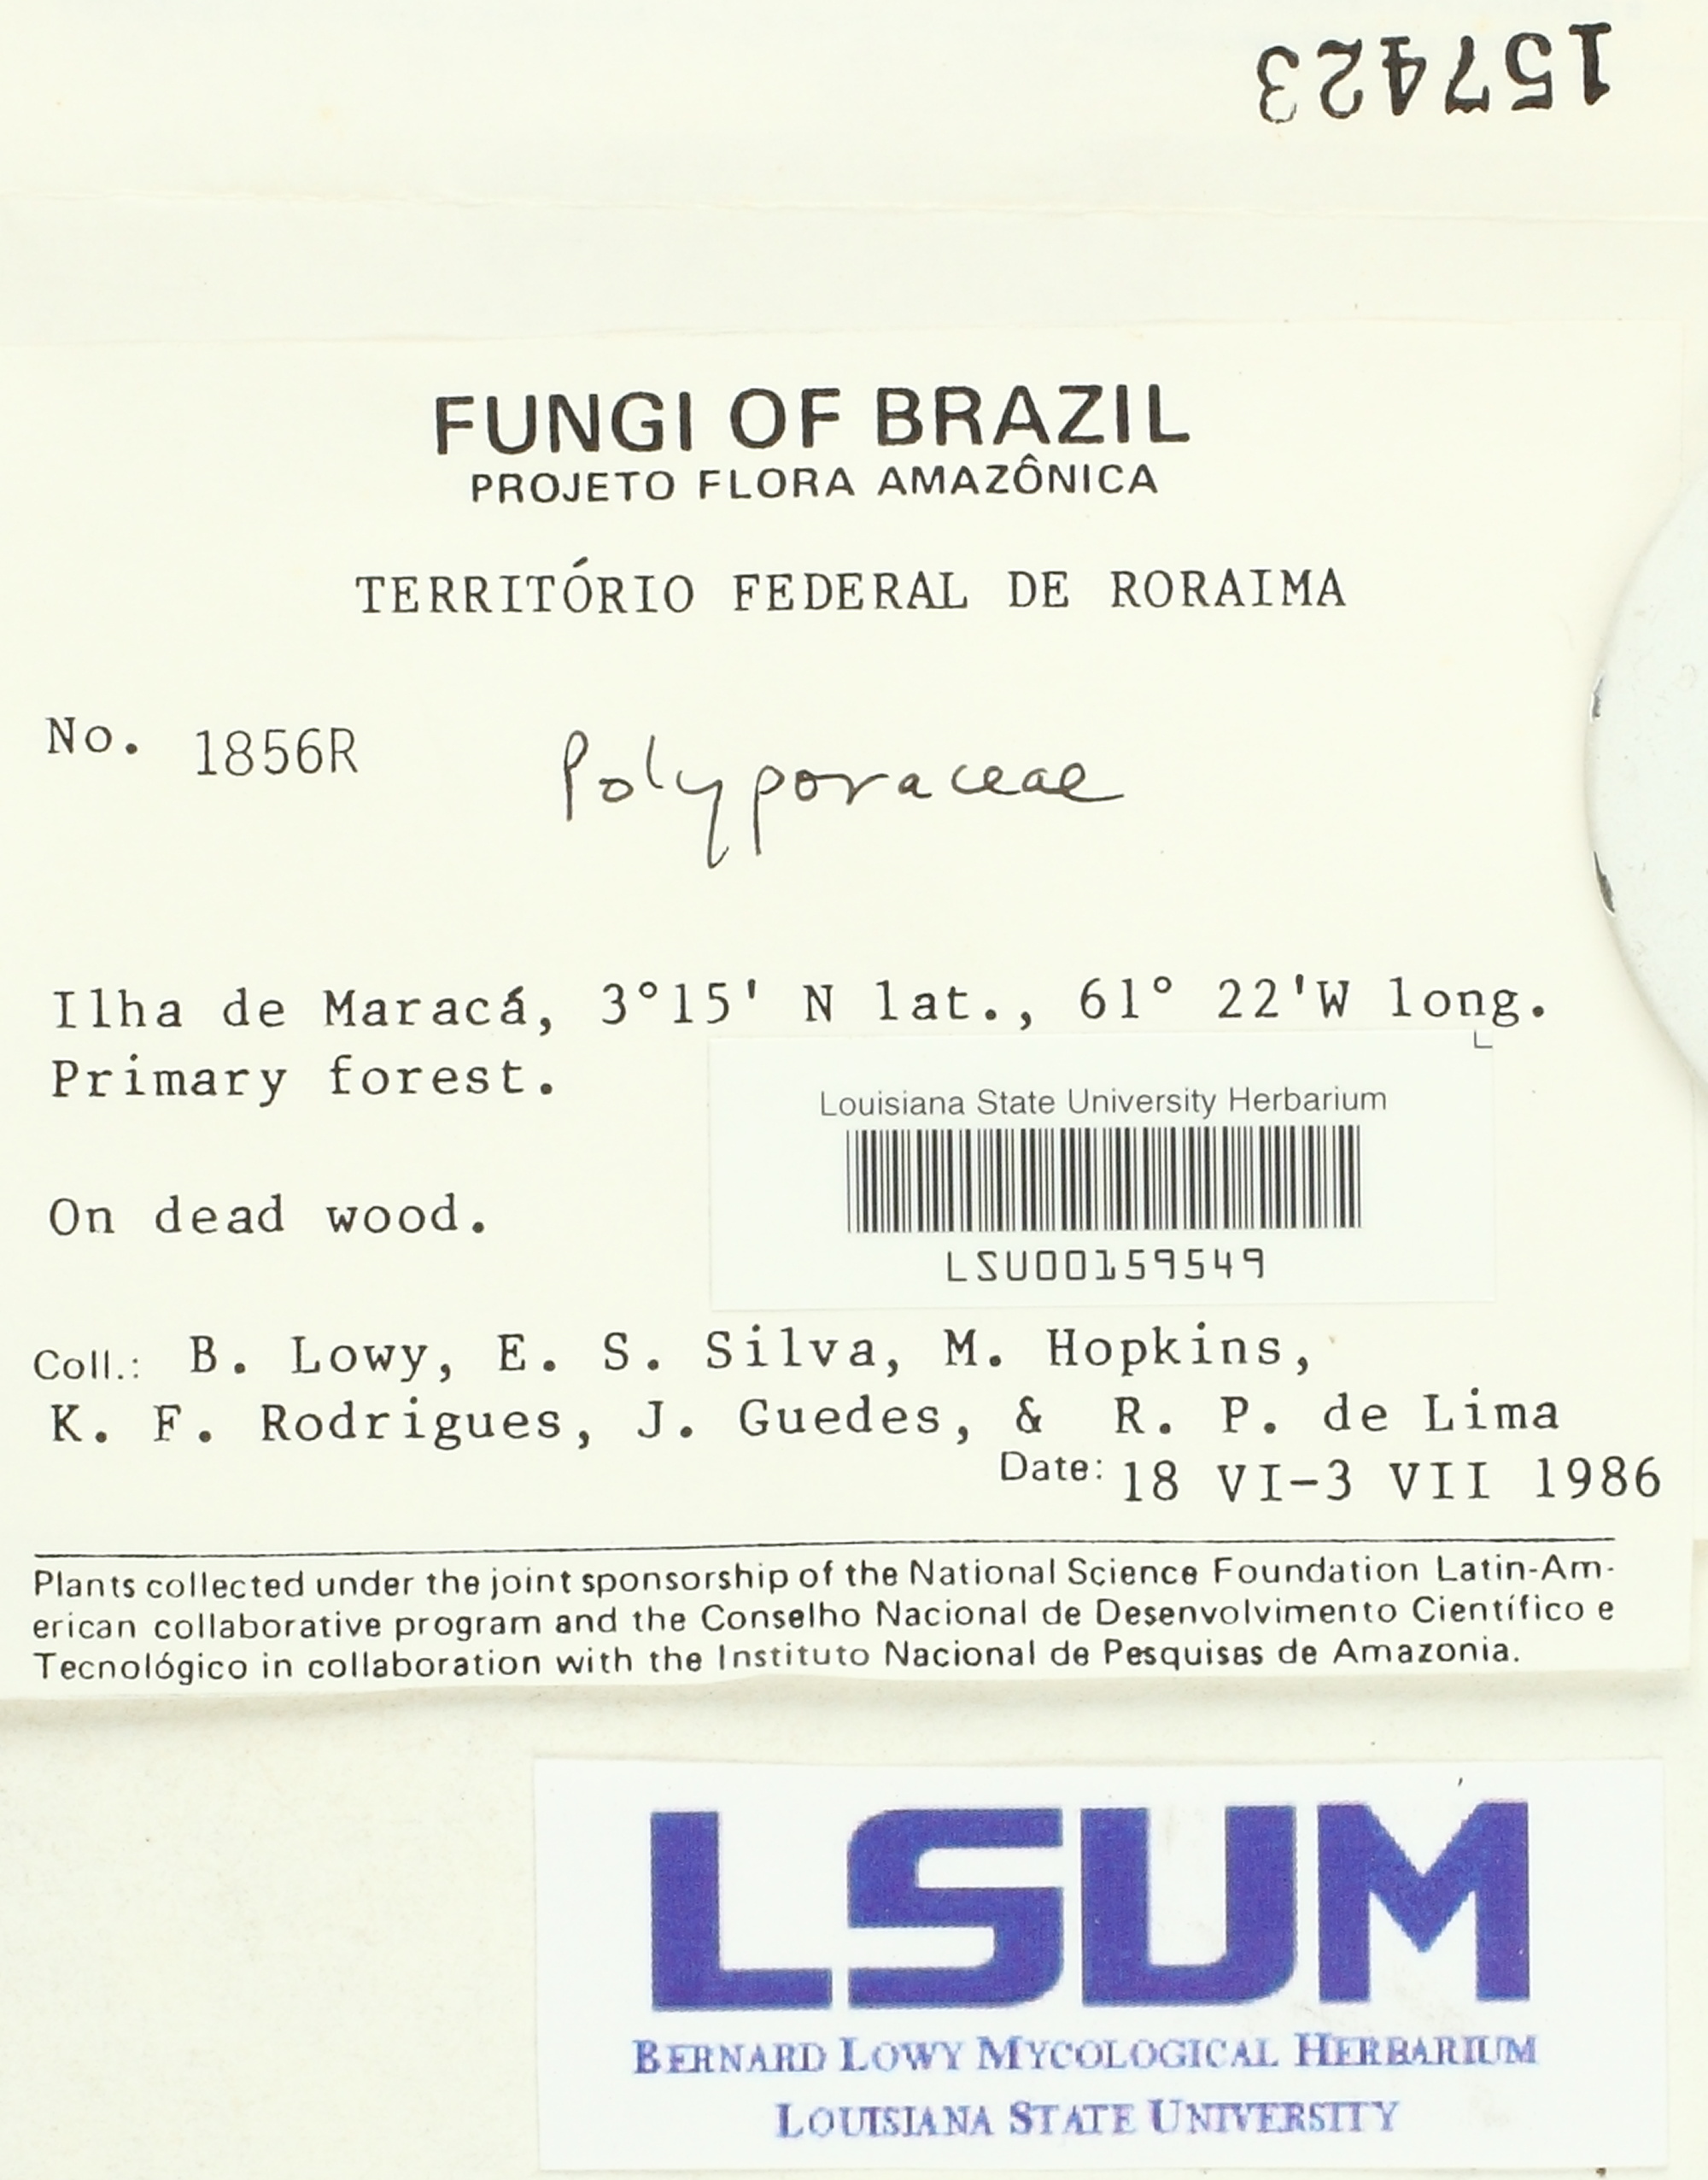 157423
FUNGI OF BRAZIL
PROJETO FLORA AMAZÔNICA
TERRITÓRIO FEDERAL DE RORAIMA
No. 1856R Polyporaceae
Ilha de Maracá, 3°15' N lat., 61° 22'W long.
Primary forest.
Louisiana State University Herbarium
On dead wood.
LSU00159549
Coll.: B. Lowy, E. S. Silva, M. Hopkins,
K. F. Rodrigues, J. Guedes, & R. P. de Lima
Date: 18 VI-3 VII 1986
Plants collected under the joint sponsorship of the National Science Foundation Latin-Am-
erican collaborative program and the Conselho Nacional de Desenvolvimento Científico e
Tecnológico in collaboration with the Instituto Nacional de Pesquisas de Amazonia.
LSUM
BERNARD LOWY MYCOLOGICAL HERBARIUM
LOUISIANA STATE UNIVERSITY